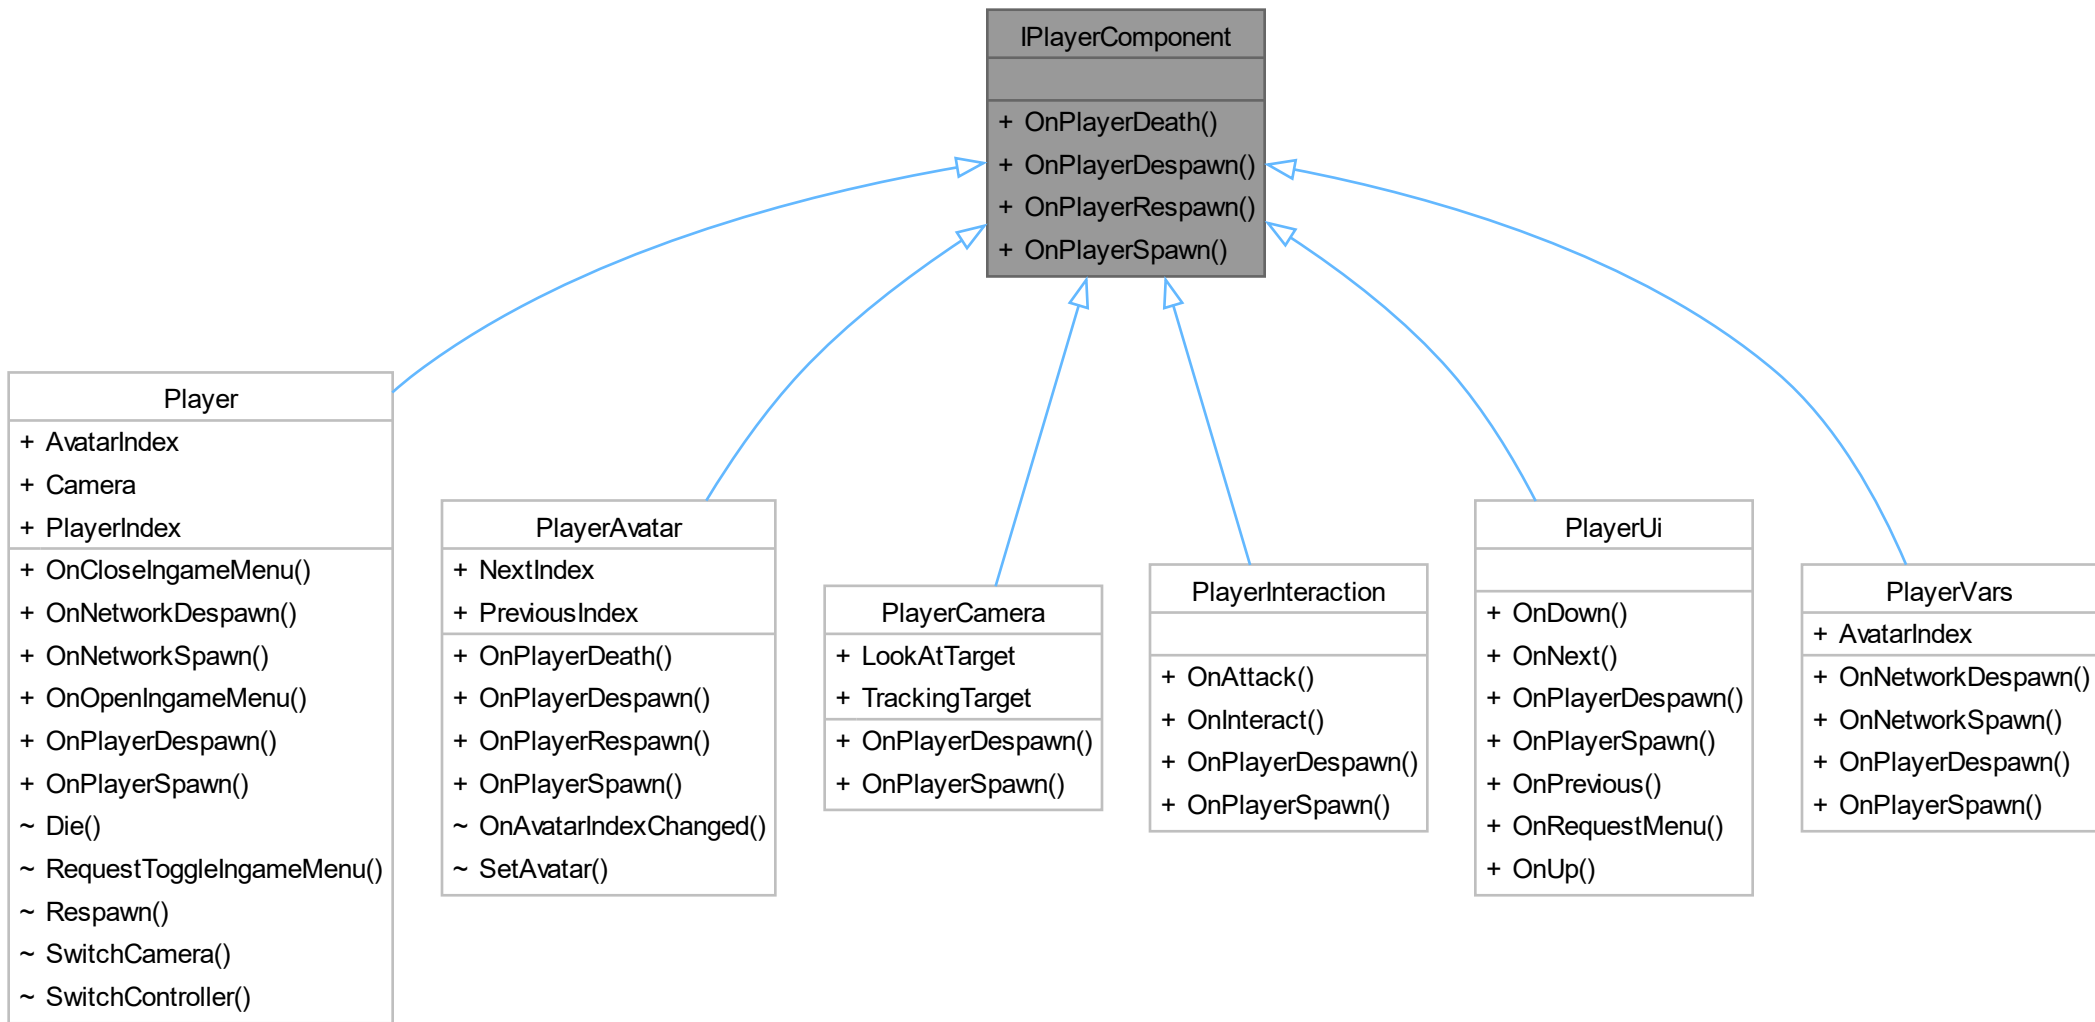 IPlayerComponent
+ OnPlayerDeath()
+ OnPlayerDespawn()
+ OnPlayerRespawn()
+ OnPlayerSpawn()
Player
+ AvatarIndex
+ Camera
+ PlayerIndex
+ OnCloseIngameMenu()
+ OnNetworkDespawn()
+ OnNetworkSpawn()
+ OnOpenIngameMenu()
+ OnPlayerDespawn()
+ OnPlayerSpawn()
~ Die()
~ RequestToggleIngameMenu()
~ Respawn()
~ SwitchCamera()
~ SwitchController()
PlayerAvatar
+ NextIndex
+ PreviousIndex
+ OnPlayerDeath()
+ OnPlayerDespawn()
+ OnPlayerRespawn()
+ OnPlayerSpawn()
~ OnAvatarIndexChanged()
~ SetAvatar()
PlayerCamera
+ LookAtTarget
+ TrackingTarget
+ OnPlayerDespawn()
+ OnPlayerSpawn()
PlayerInteraction
+ OnAttack()
+ OnInteract()
+ OnPlayerDespawn()
+ OnPlayerSpawn()
PlayerUi
+ OnDown()
+ OnNext()
+ OnPlayerDespawn()
+ OnPlayerSpawn()
+ OnPrevious()
+ OnRequestMenu()
+ OnUp()
PlayerVars
+ AvatarIndex
+ OnNetworkDespawn()
+ OnNetworkSpawn()
+ OnPlayerDespawn()
+ OnPlayerSpawn()